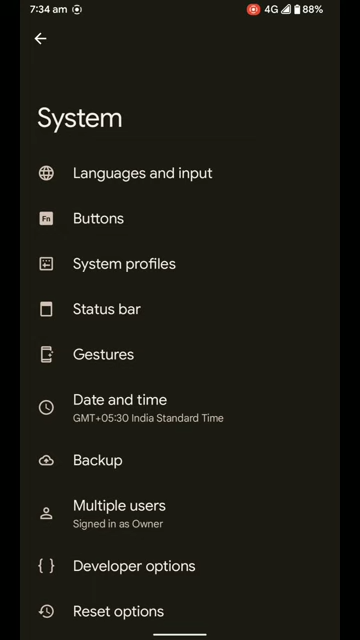 7:34 am 4G 88%
System
Languages and input
Fn Buttons
System profiles
Status bar
Gestures
Date and time
GMT+05:30 India Standard Time
Backup
Multiple users
Signed in as Owner
{ } Developer options
Reset options